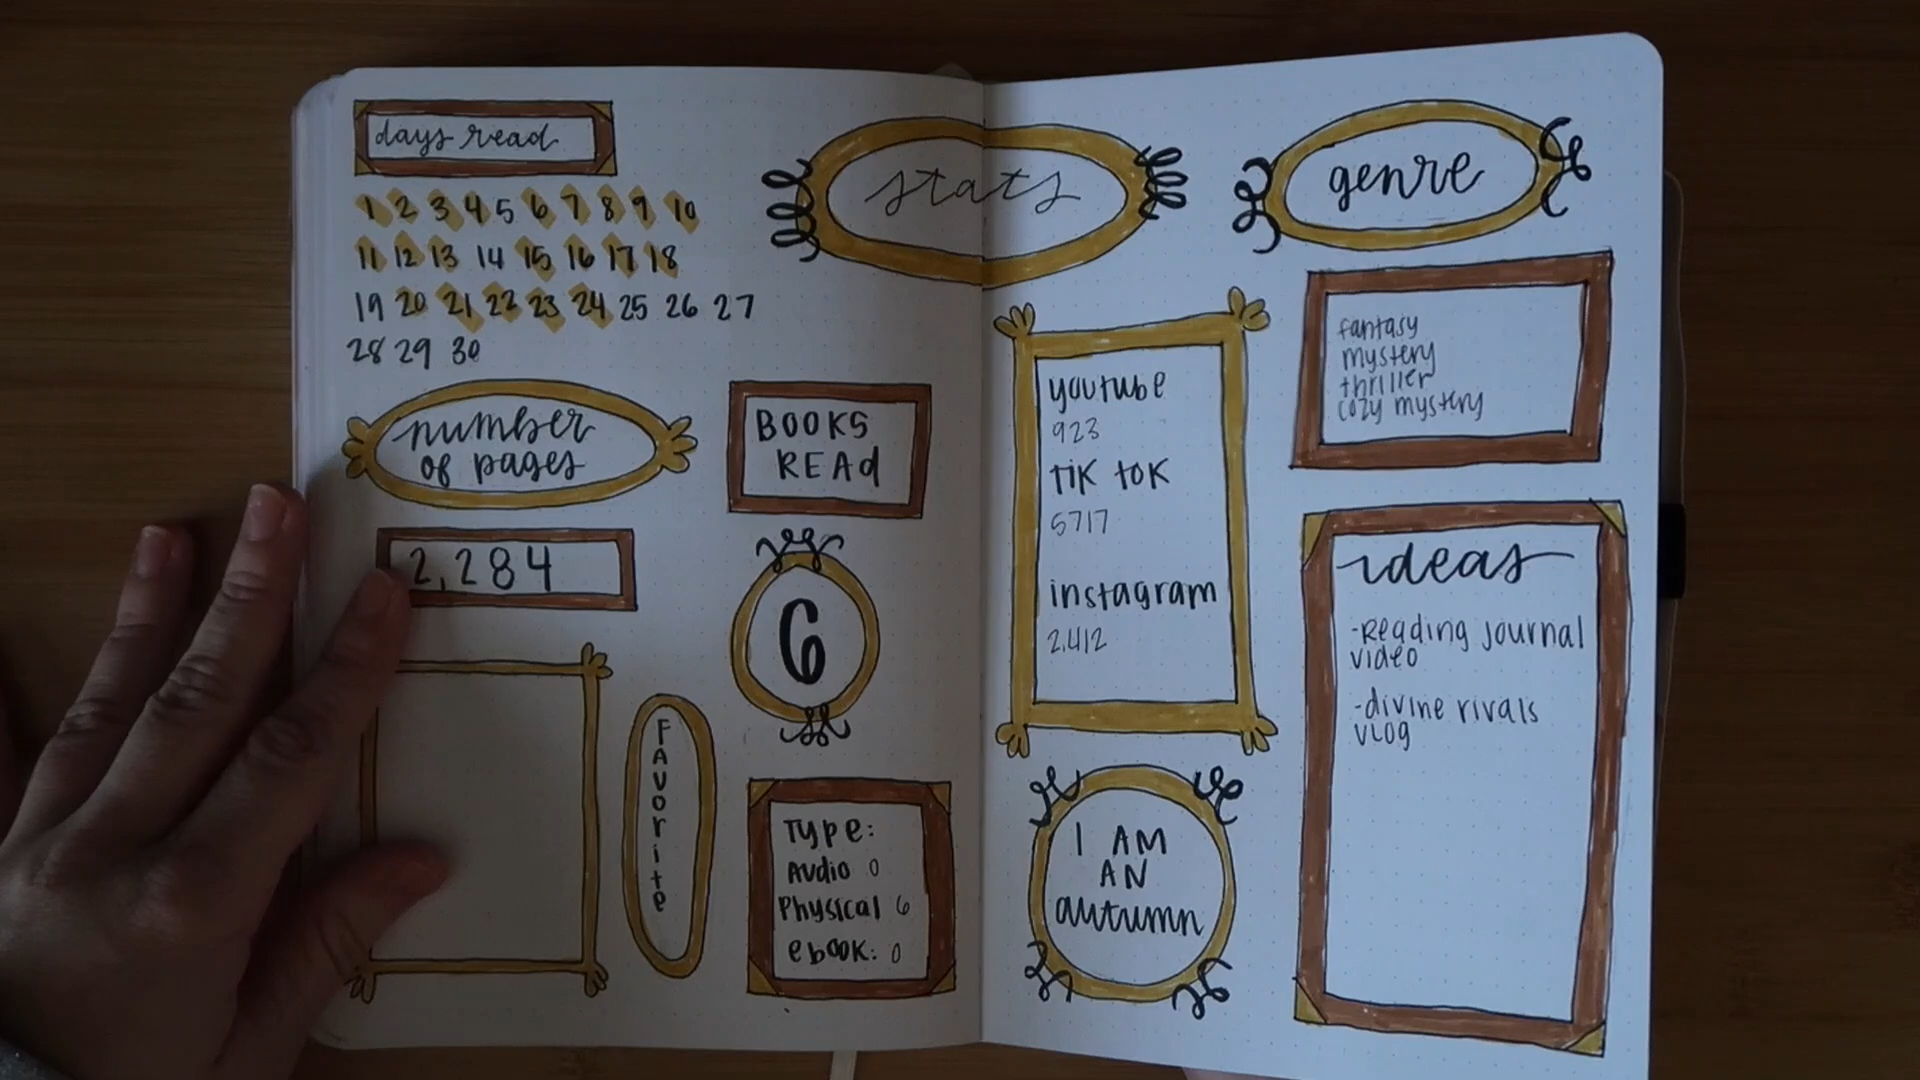 days read
1 2 3 4 5 6 7 8 9 10
11 12 13 14 15 16 17 18
19 20 21 22 23 24 25 26 27
28 29 30
number
of pages
2,284
BOOKS
READ
6
Favorite
Type:
Audio 0
Physical 6
ebook: 0
stats
youtube
923
tik tok
5717
instagram
2,412
I AM
AN
autumn
genre
fantasy
mystery
thriller
cozy mystery
ideas
-Reading journal
video
-divine rivals
vlog